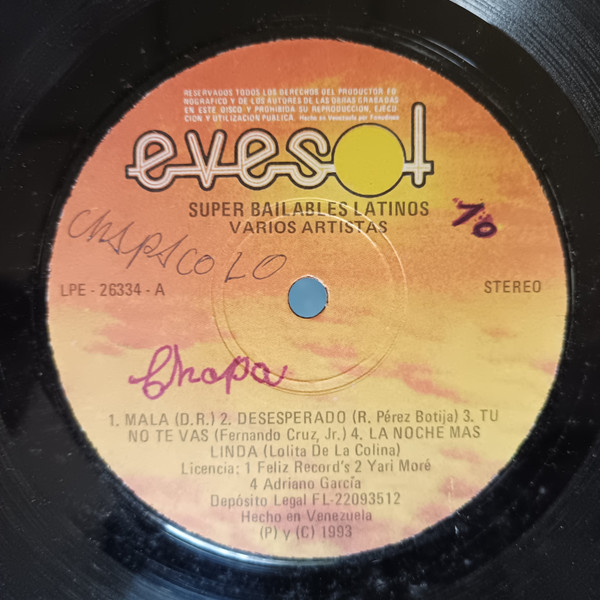 RESERVADOS TODOS LOS DERECHOS DEL PRODUCTOR FO
NOGRAFICO Y DE LOS AUTORES DE LAS OBRAS GRABADAS
EN ESTE DISCO Y PROHIBIDA SU REPRODUCCION, EJECU
CION Y UTILIZACION PUBLICA. Hecho en Venezuela por
evesol
SUPER BAILABLES LATINOS
VARIOS ARTISTAS
10
CHAPACOLO
LPE - 26334 - A
STEREO
Chapa
1. MALA (D.R.) 2. DESESPERADO (R. Pérez Botija) 3. TU
NO TE VAS (Fernando Cruz, Jr.) 4. LA NOCHE MAS
LINDA (Lolita De La Colina)
Licencia: 1 Feliz Record's 2 Yari Moré
4 Adriano García
Depósito Legal FL-22093512
Hecho en Venezuela
(P) y (C) 1993